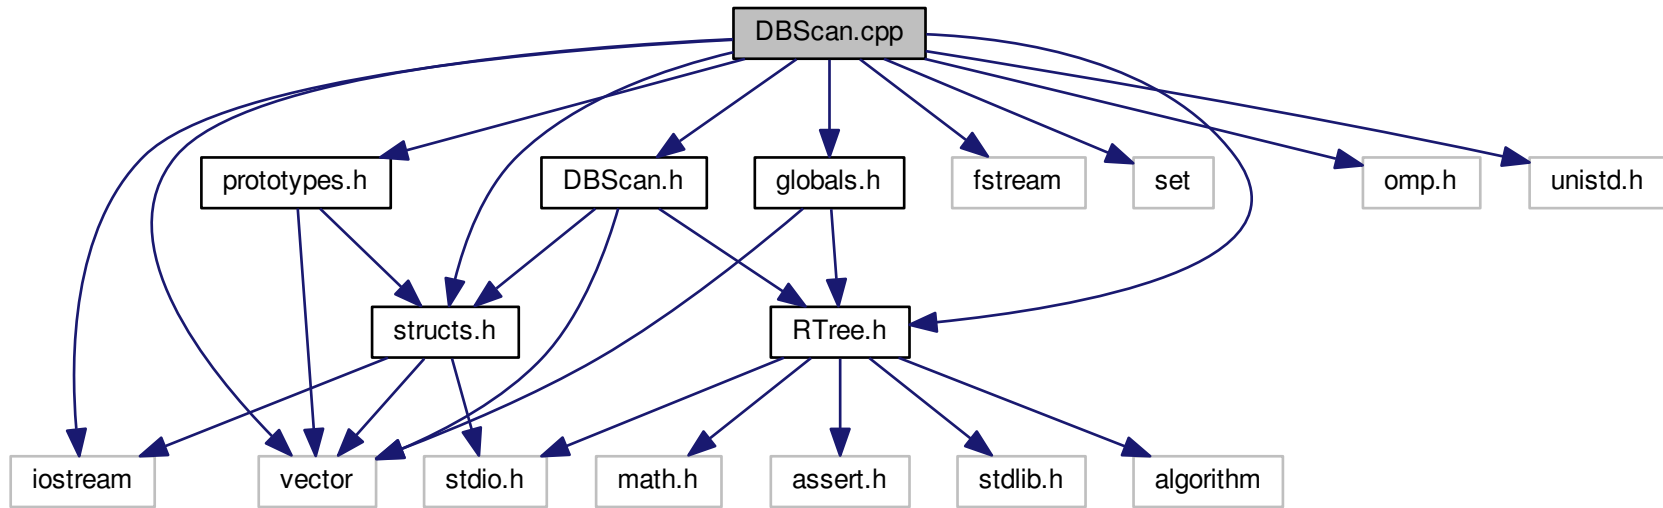 DBScan.cpp
prototypes.h
DBScan.h
globals.h
fstream
set
omp.h
unistd.h
structs.h
RTree.h
iostream
vector
stdio.h
math.h
assert.h
stdlib.h
algorithm